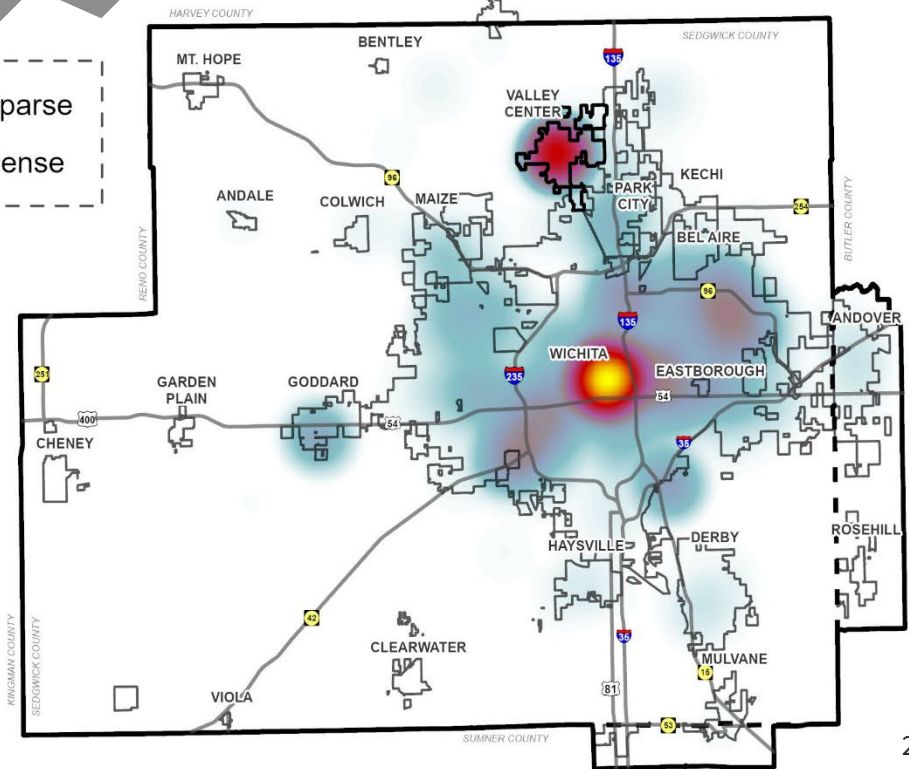 HARVEY COUNTY
SEDGWICK COUNTY
BENTLEY
MT. HOPE
135
parse
ense
VALLEY
CENTER
96
KECHI
PARK
CITY
ANDALE
COLWICH
MAIZE
254
BEL AIRE
BUTLER COUNTY
RENO COUNTY
96
ANDOVER
135
WICHITA
EASTBOROUGH
251
235
GARDEN
PLAIN
GODDARD
54
400
54
CHENEY
35
ROSEHILL
HAYSVILLE
DERBY
42
KINGMAN COUNTY
SEDGWICK COUNTY
35
CLEARWATER
MULVANE
15
81
VIOLA
53
SUMNER COUNTY
2